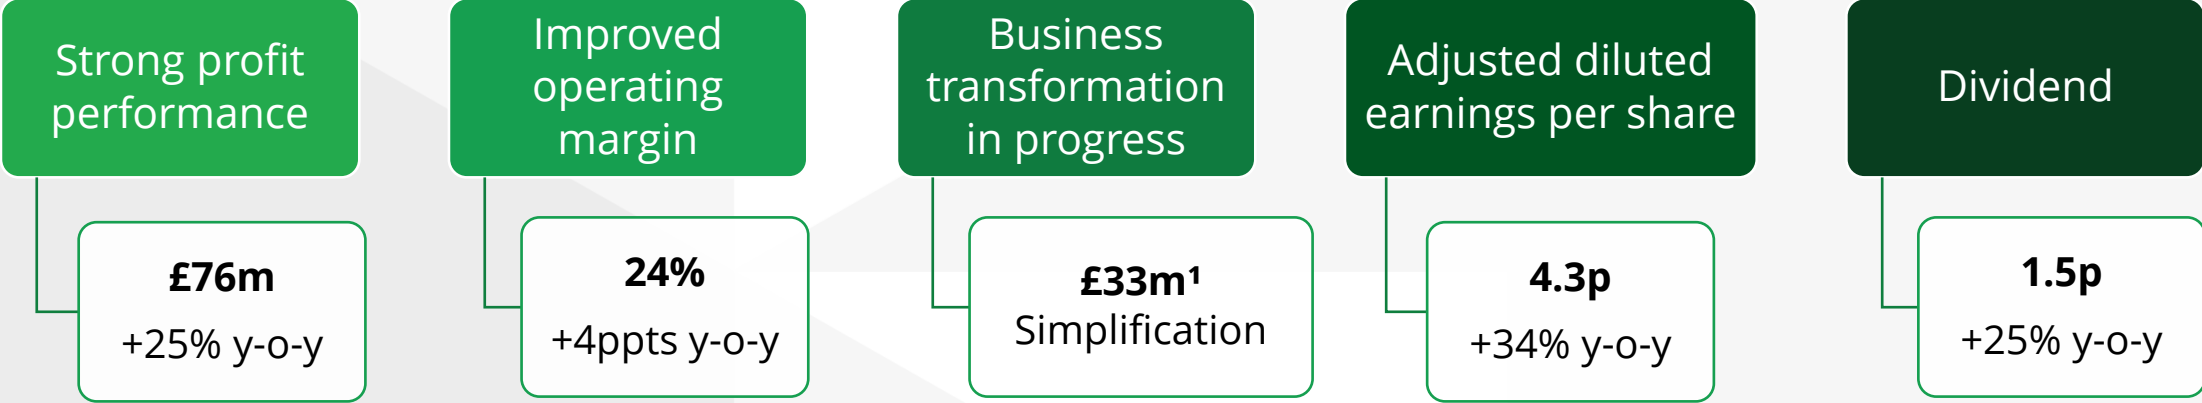 Strong profit
performance
£76m
+25% y-o-y
Improved
operating
margin
24%
+4ppts y-o-y
Business
transformation
in progress
£33m¹
Simplification
Adjusted diluted
earnings per share
4.3p
+34% y-o-y
Dividend
1.5p
+25% y-o-y